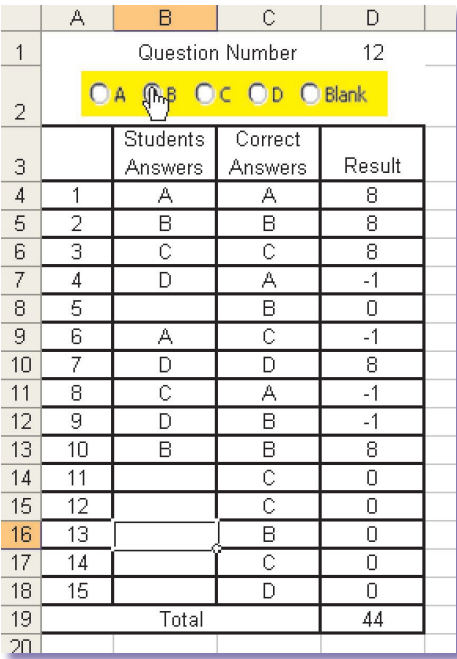 A B C D
1 Question Number 12
2 A B C D Blank
Students Correct
3 Answers Answers Result
4 1 A A 8
5 2 B B 8
6 3 C C 8
7 4 D A -1
8 5 B 0
9 6 A C -1
10 7 D D 8
11 8 C A -1
12 9 D B -1
13 10 B B 8
14 11 C 0
15 12 C 0
16 13 B 0
17 14 C 0
18 15 D 0
19 Total 44
20